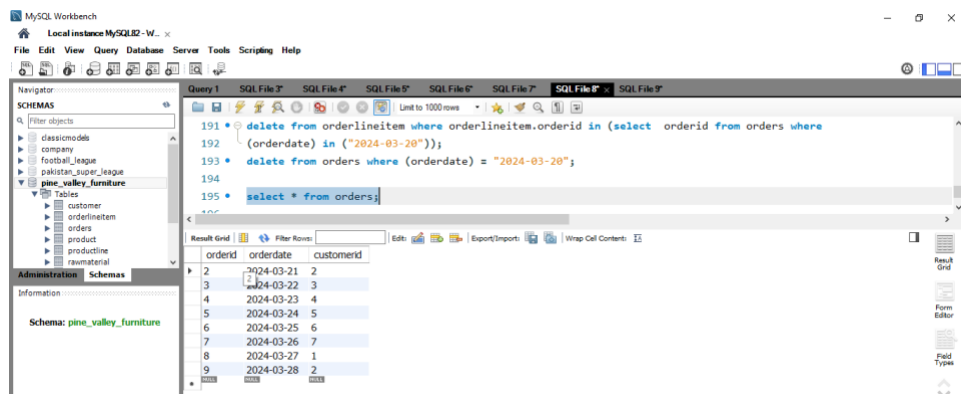 MySQL Workbench
Local instance MySQL82 - W... ×
File Edit View Query Database Server Tools Scripting Help
Navigator
SCHEMAS
Filter objects
classicmodels
company
football_league
pakistan_super_league
pine_valley_furniture
Tables
customer
orderlineitem
orders
product
productline
rawmaterial
Administration Schemas
Information
Schema: pine_valley_furniture
Query 1 SQL File 3* SQL File 4* SQL File 5* SQL File 6* SQL File 7* SQL File 8* × SQL File 9*
Limit to 1000 rows
191 delete from orderlineitem where orderlineitem.orderid in (select orderid from orders where
192 (orderdate) in ("2024-03-20"));
193 delete from orders where (orderdate) = "2024-03-20";
194
195 select * from orders;
196
Result Grid Filter Rows: Edit: Export/Import: Wrap Cell Content:
orderid orderdate customerid
2 2024-03-21 2
2
3 2024-03-22 3
4 2024-03-23 4
5 2024-03-24 5
6 2024-03-25 6
7 2024-03-26 7
8 2024-03-27 1
9 2024-03-28 2
NULL NULL NULL
Result
Grid
Form
Editor
Field
Types